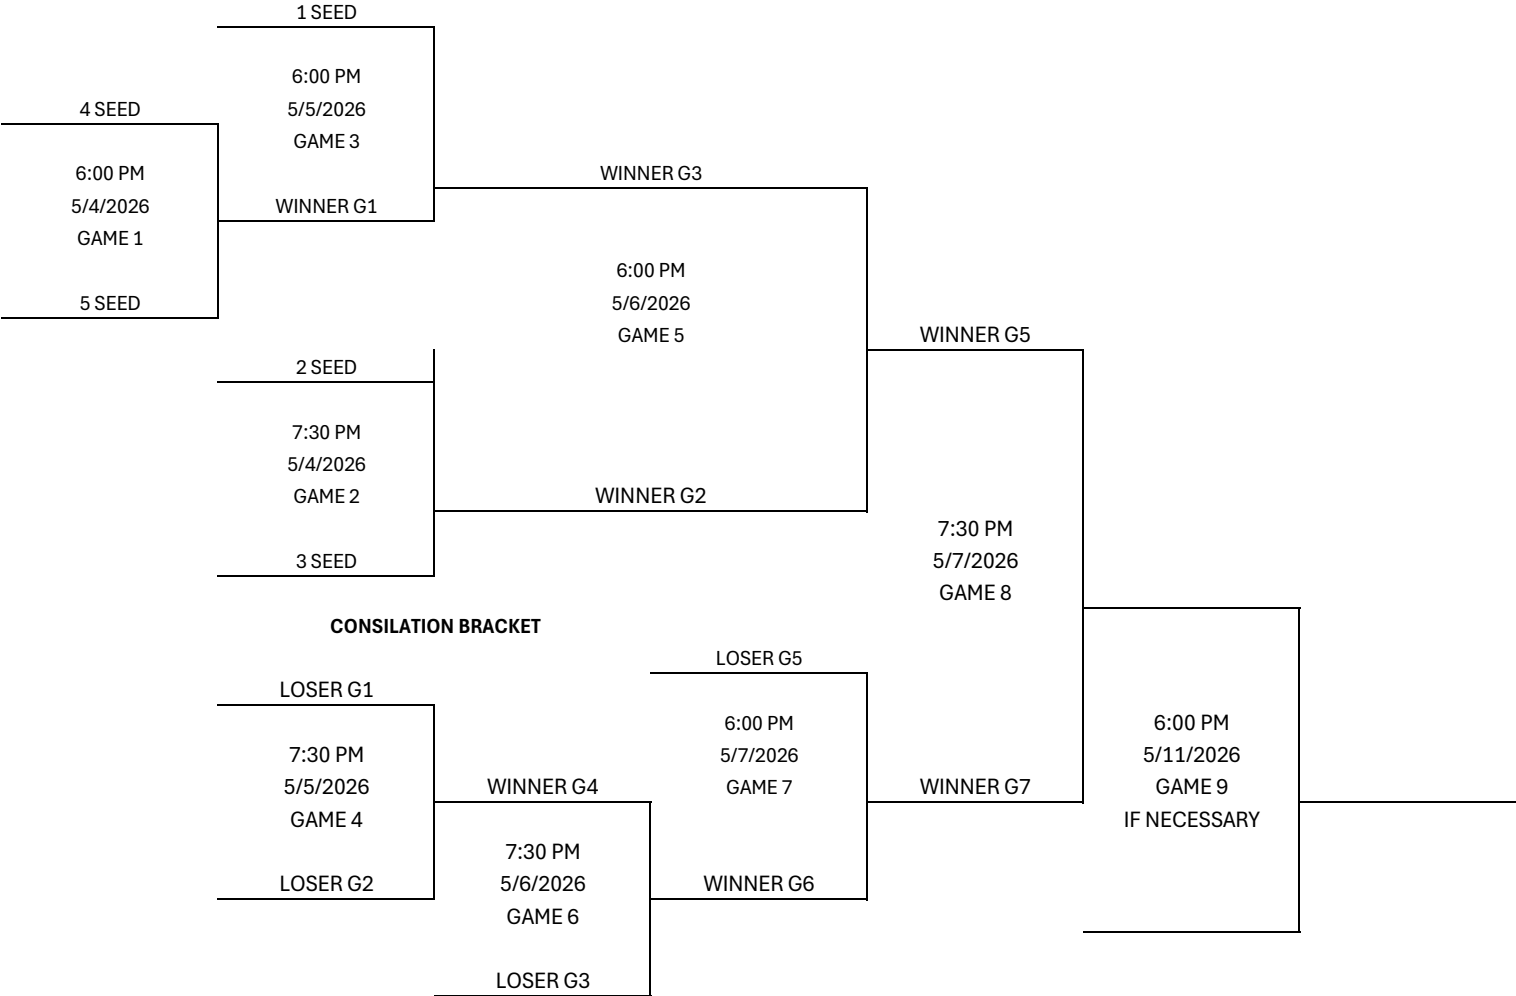 1 SEED
6:00 PM
5/5/2026
GAME 3
4 SEED
6:00 PM
5/4/2026
GAME 1
WINNER G1
5 SEED
WINNER G3
6:00 PM
5/6/2026
GAME 5
2 SEED
7:30 PM
5/4/2026
GAME 2
3 SEED
WINNER G2
WINNER G5
7:30 PM
5/7/2026
GAME 8
CONSILATION BRACKET
LOSER G1
7:30 PM
5/5/2026
GAME 4
LOSER G2
WINNER G4
7:30 PM
5/6/2026
GAME 6
LOSER G3
LOSER G5
6:00 PM
5/7/2026
GAME 7
WINNER G6
WINNER G7
6:00 PM
5/11/2026
GAME 9
IF NECESSARY